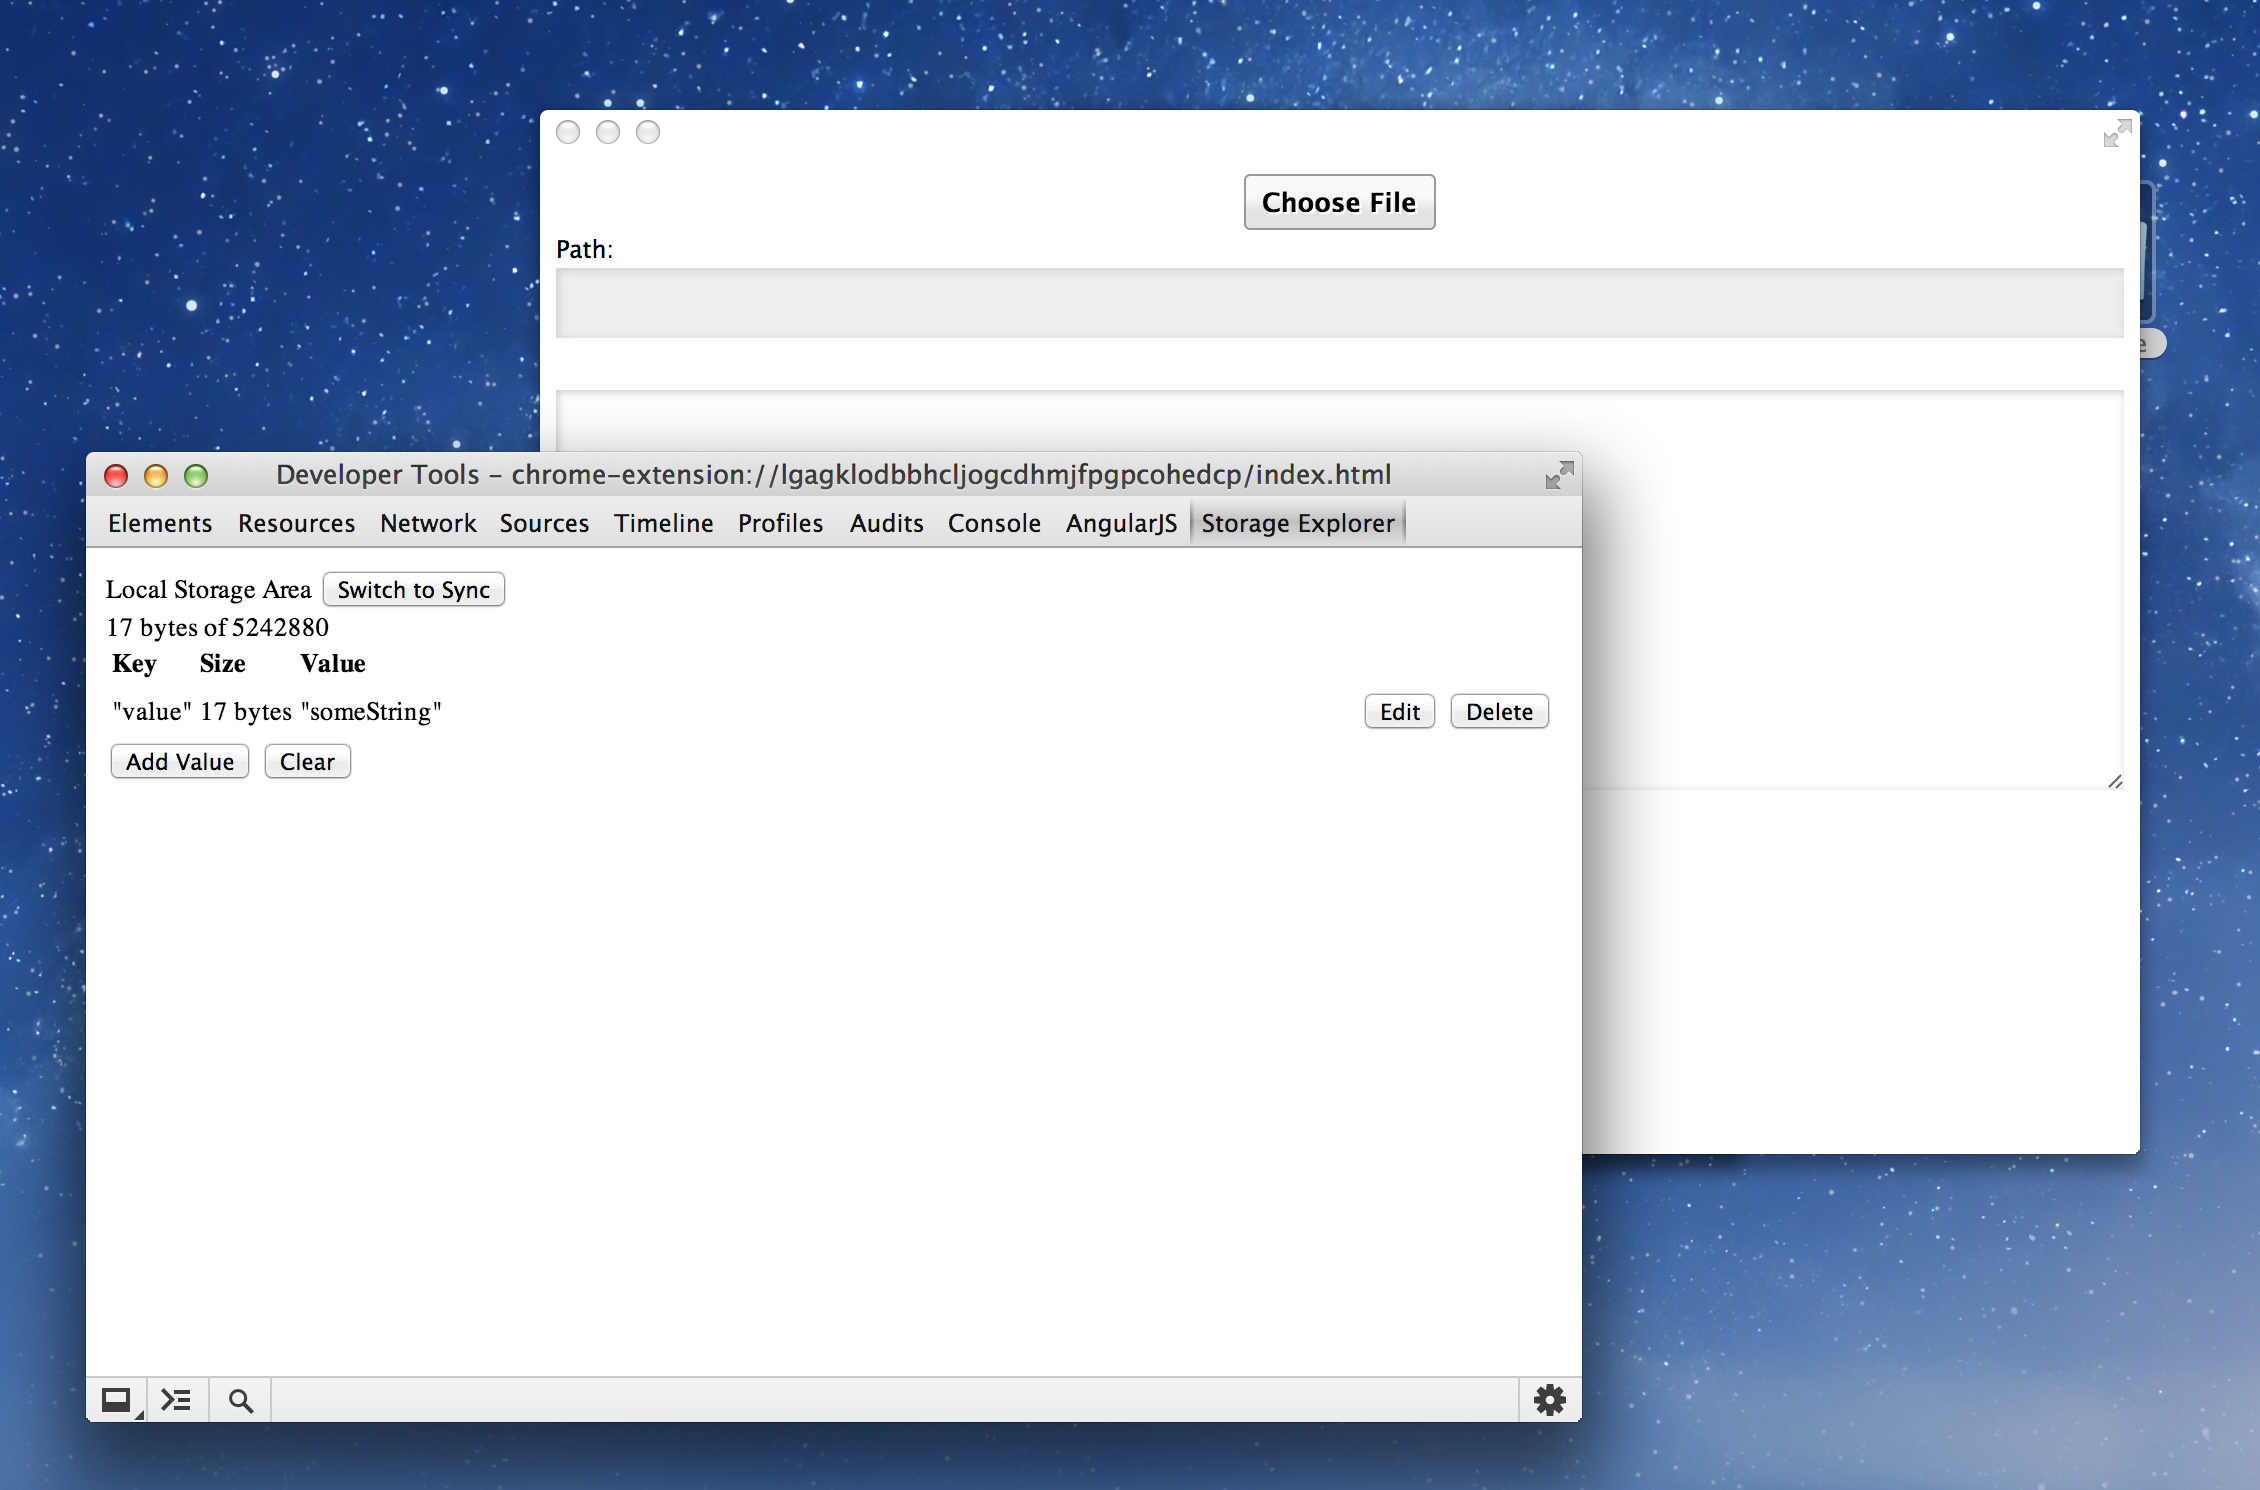 Choose File
Path:
e
Developer Tools – chrome-extension://lgagklodbbhcljogcdhmjfpgpcohedcp/index.html
Elements Resources Network Sources Timeline Profiles Audits Console AngularJS Storage Explorer
Local Storage Area Switch to Sync
17 bytes of 5242880
Key Size Value
"value" 17 bytes "someString" Edit Delete
Add Value Clear